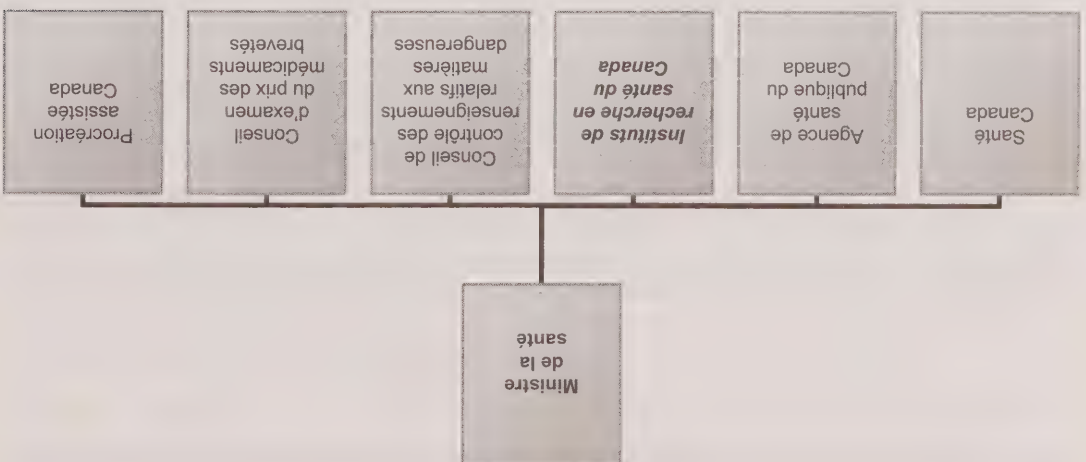 Ministre
de la
santé
Santé
Canada
Agence de
santé
publique du
Canada
Instituts de
recherche en
santé du
Canada
Conseil de
contrôle des
renseignements
relatifs aux
matières
dangereuses
Conseil
d'examen
du prix des
médicaments
brevetés
Procréation
assistée
Canada